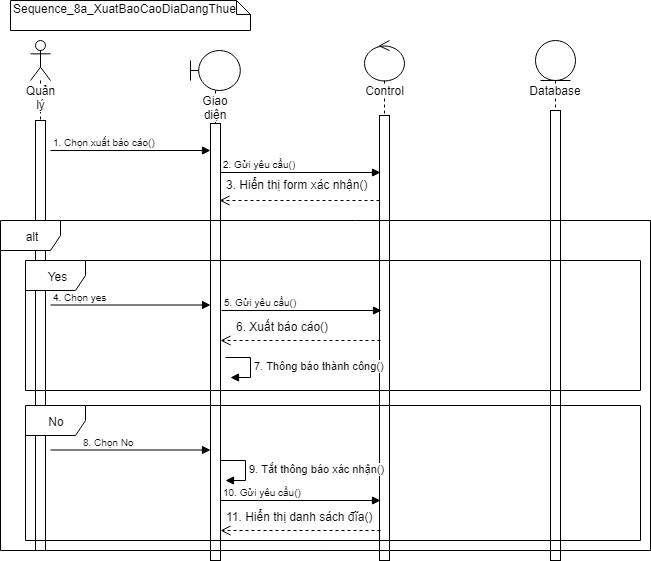 Sequence_8a_XuatBaoCaoDiaDangThue
Quản
lý
Giao
diện
Control
Database
1. Chọn xuất báo cáo()
2. Gửi yêu cầu()
3. Hiển thị form xác nhận()
alt
Yes
4. Chọn yes
5. Gửi yêu cầu()
6. Xuất báo cáo()
7. Thông báo thành công()
No
8. Chọn No
9. Tắt thông báo xác nhận()
10. Gửi yêu cầu()
11. Hiển thị danh sách đĩa()